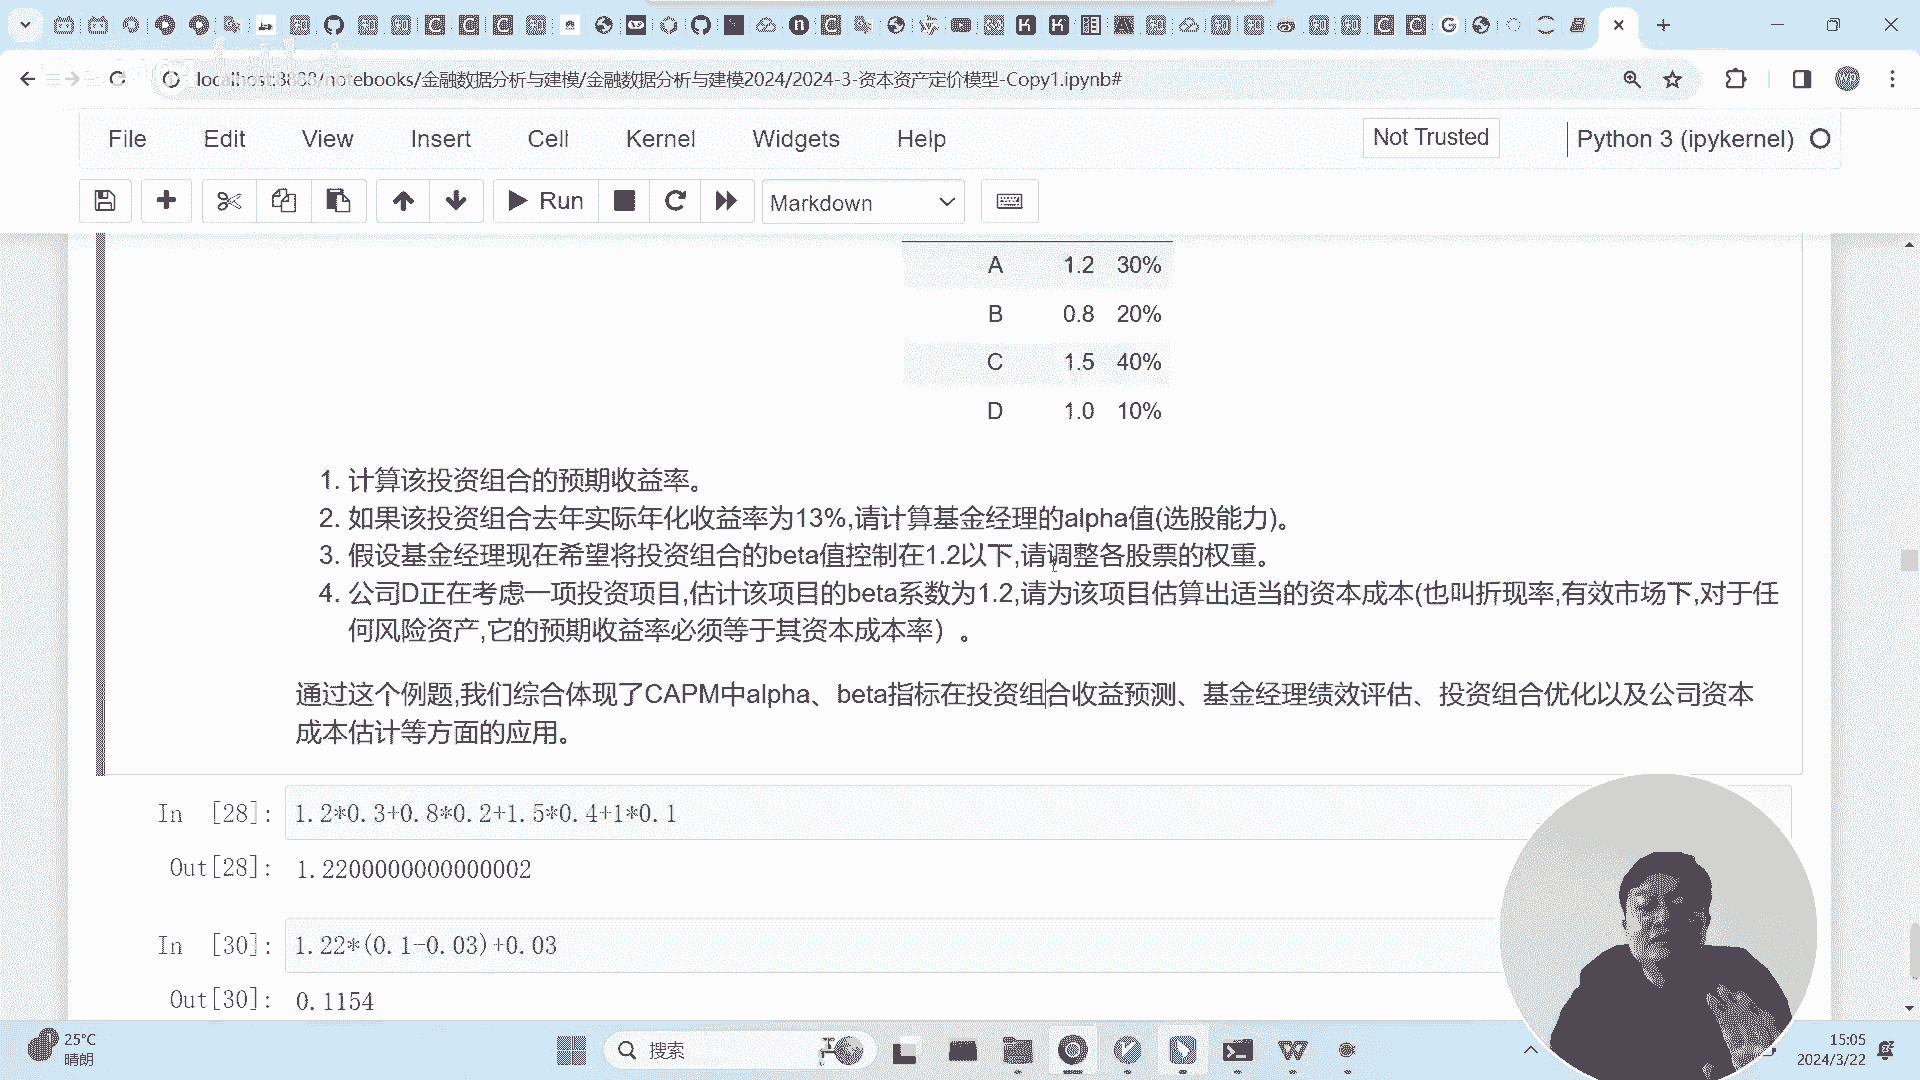 localhost:8888/notebooks/金融数据分析与建模/金融数据分析与建模2024/2024-3-资本资产定价模型-Copy1.ipynb#
File Edit View Insert Cell Kernel Widgets Help
Not Trusted
Python 3 (ipykernel)
Run
Markdown
A 1.2 30%
B 0.8 20%
C 1.5 40%
D 1.0 10%
1. 计算该投资组合的预期收益率。
2. 如果该投资组合去年实际年化收益率为13%,请计算基金经理的alpha值(选股能力)。
3. 假设基金经理现在希望将投资组合的beta值控制在1.2以下,请调整各股票的权重。
4. 公司D正在考虑一项投资项目,估计该项目的beta系数为1.2,请为该项目估算出适当的资本成本(也叫折现率,有效市场下,对于任
何风险资产,它的预期收益率必须等于其资本成本率）。
通过这个例题,我们综合体现了CAPM中alpha、beta指标在投资组合收益预测、基金经理绩效评估、投资组合优化以及公司资本
成本估计等方面的应用。
In [28]: 1.2*0.3+0.8*0.2+1.5*0.4+1*0.1
Out[28]: 1.2200000000000002
In [30]: 1.22*(0.1-0.03)+0.03
Out[30]: 0.1154
25°C
晴朗
搜索
15:05
2024/3/22